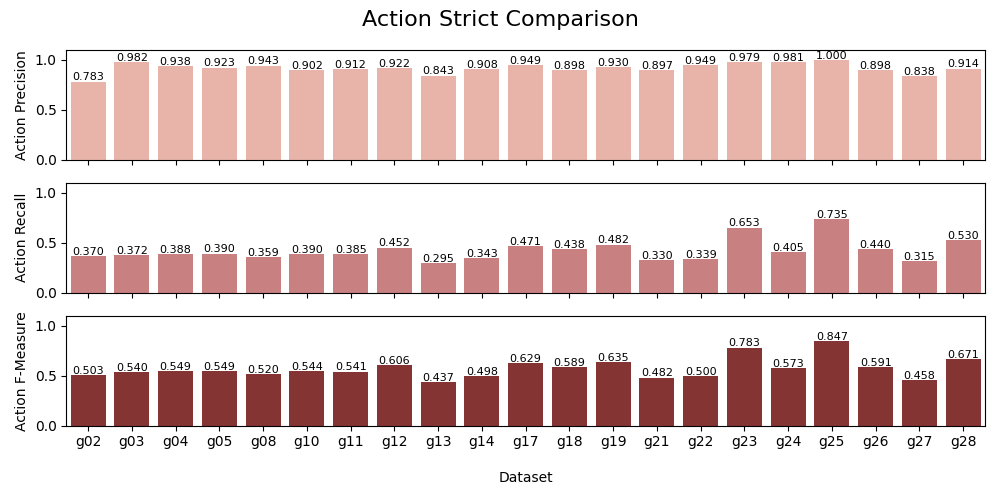 Action Strict Comparison
Action Precision
1.0
0.5
0.0
0.783 0.982 0.938 0.923 0.943 0.902 0.912 0.922 0.843 0.908 0.949 0.898 0.930 0.897 0.949 0.979 0.981 1.000 0.898 0.838 0.914
Action Recall
1.0
0.5
0.0
0.370 0.372 0.388 0.390 0.359 0.390 0.385 0.452 0.295 0.343 0.471 0.438 0.482 0.330 0.339 0.653 0.405 0.735 0.440 0.315 0.530
Action F-Measure
1.0
0.5
0.0
0.503 0.540 0.549 0.549 0.520 0.544 0.541 0.606 0.437 0.498 0.629 0.589 0.635 0.482 0.500 0.783 0.573 0.847 0.591 0.458 0.671
g02 g03 g04 g05 g08 g10 g11 g12 g13 g14 g17 g18 g19 g21 g22 g23 g24 g25 g26 g27 g28
Dataset